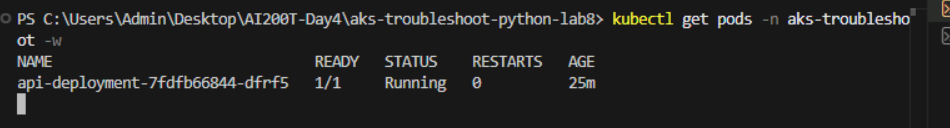 PS C:\Users\Admin\Desktop\AI200T-Day4\aks-troubleshoot-python-lab8> kubectl get pods -n aks-troublesho
ot -w
NAME                              READY   STATUS    RESTARTS   AGE
api-deployment-7fdfb66844-dfrf5   1/1     Running   0          25m